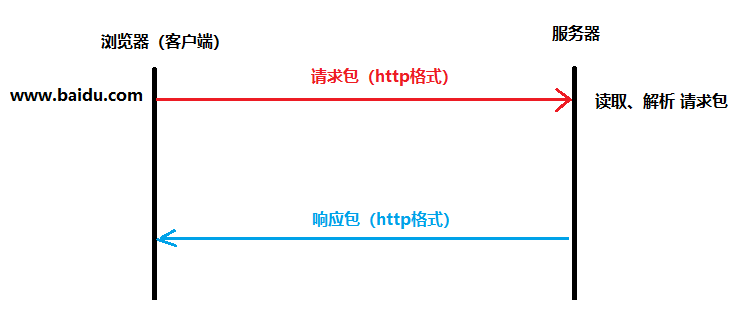 浏览器（客户端）
服务器
www.baidu.com
请求包（http格式）
读取、解析 请求包
响应包（http格式）